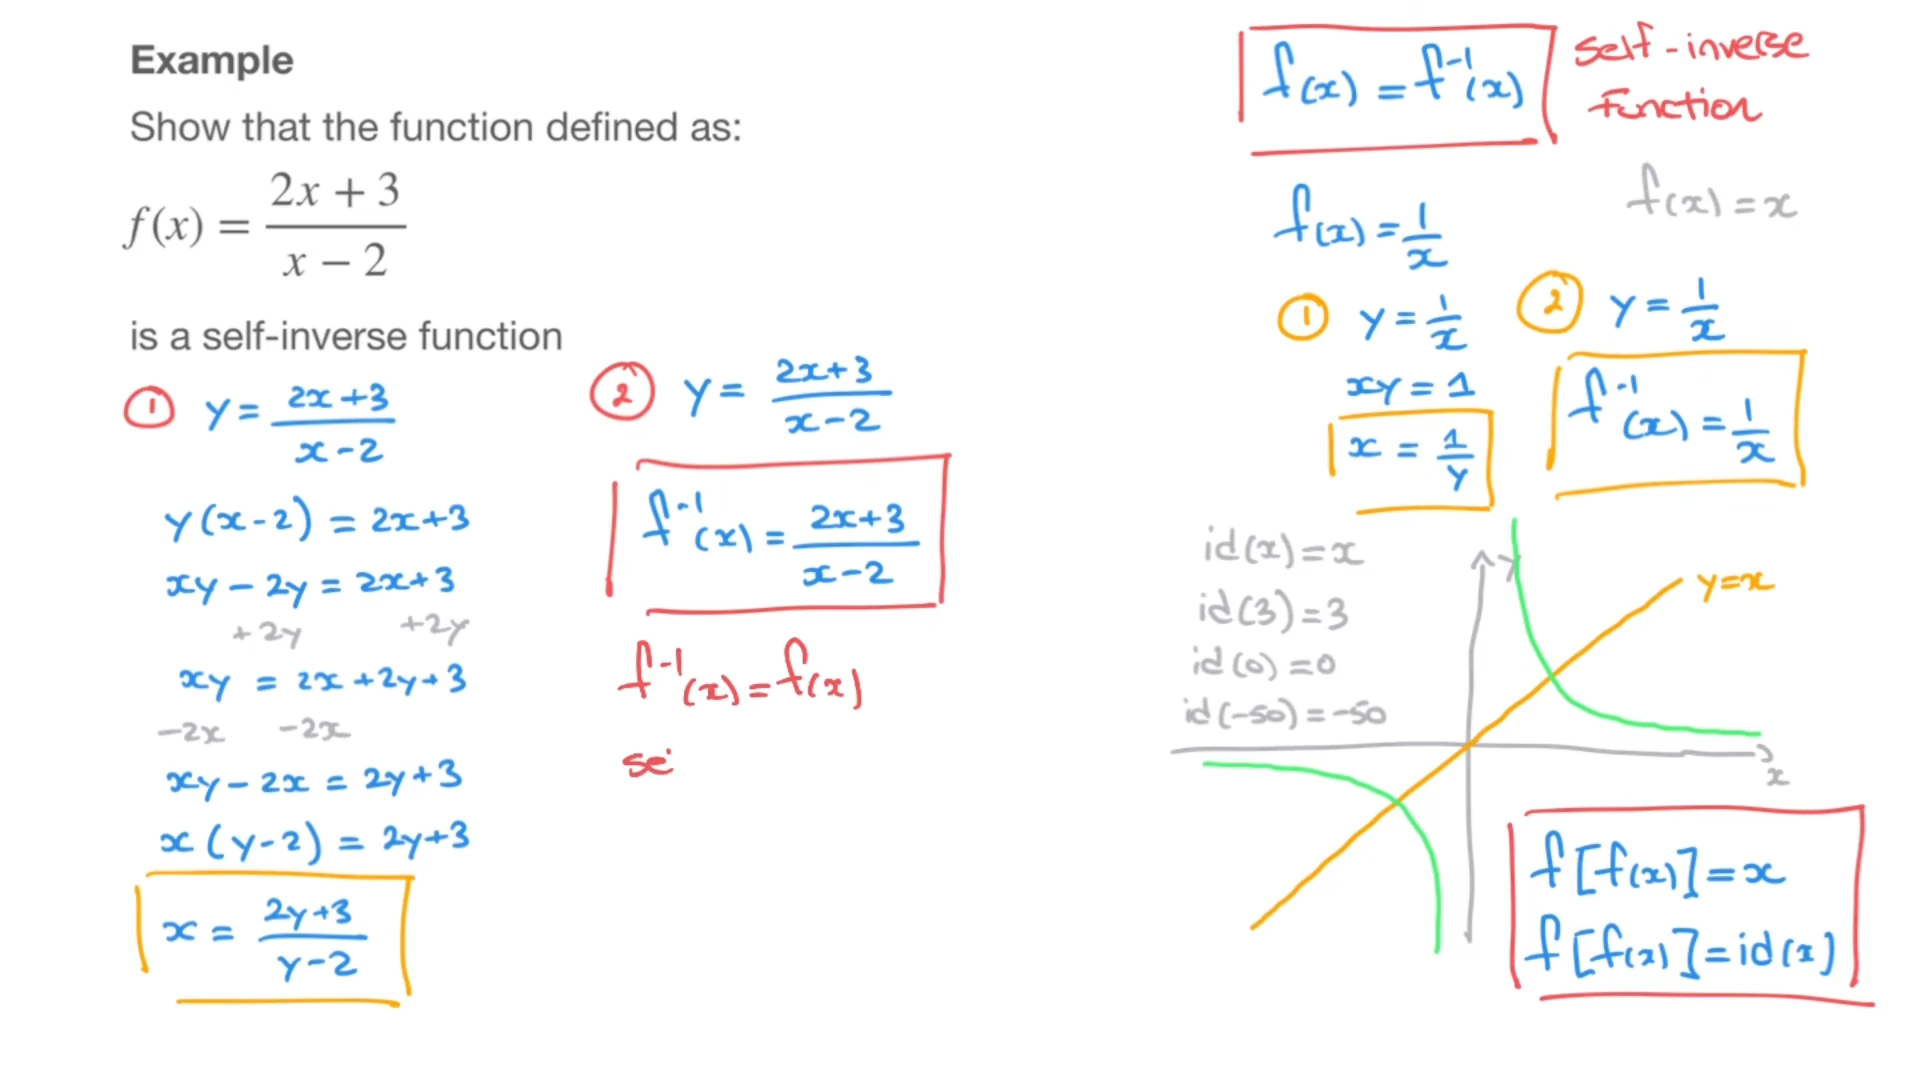 Example
Show that the function defined as:
f(x) = (2x + 3)/(x − 2)
is a self-inverse function
① y = (2x+3)/(x-2)
y(x-2) = 2x+3
xy - 2y = 2x+3
+2y +2y
xy = 2x+2y+3
-2x -2x
xy - 2x = 2y+3
x(y-2) = 2y+3
x = (2y+3)/(y-2)
② y = (2x+3)/(x-2)
f⁻¹(x) = (2x+3)/(x-2)
f⁻¹(x) = f(x)
se
f(x) = f⁻¹(x)
self-inverse
function
f(x) = 1/x
f(x) = x
① y = 1/x
xy = 1
x = 1/y
② y = 1/x
f⁻¹(x) = 1/x
id(x) = x
id(3) = 3
id(0) = 0
id(-50) = -50
y
y=x
x
f[f(x)] = x
f[f(x)] = id(x)